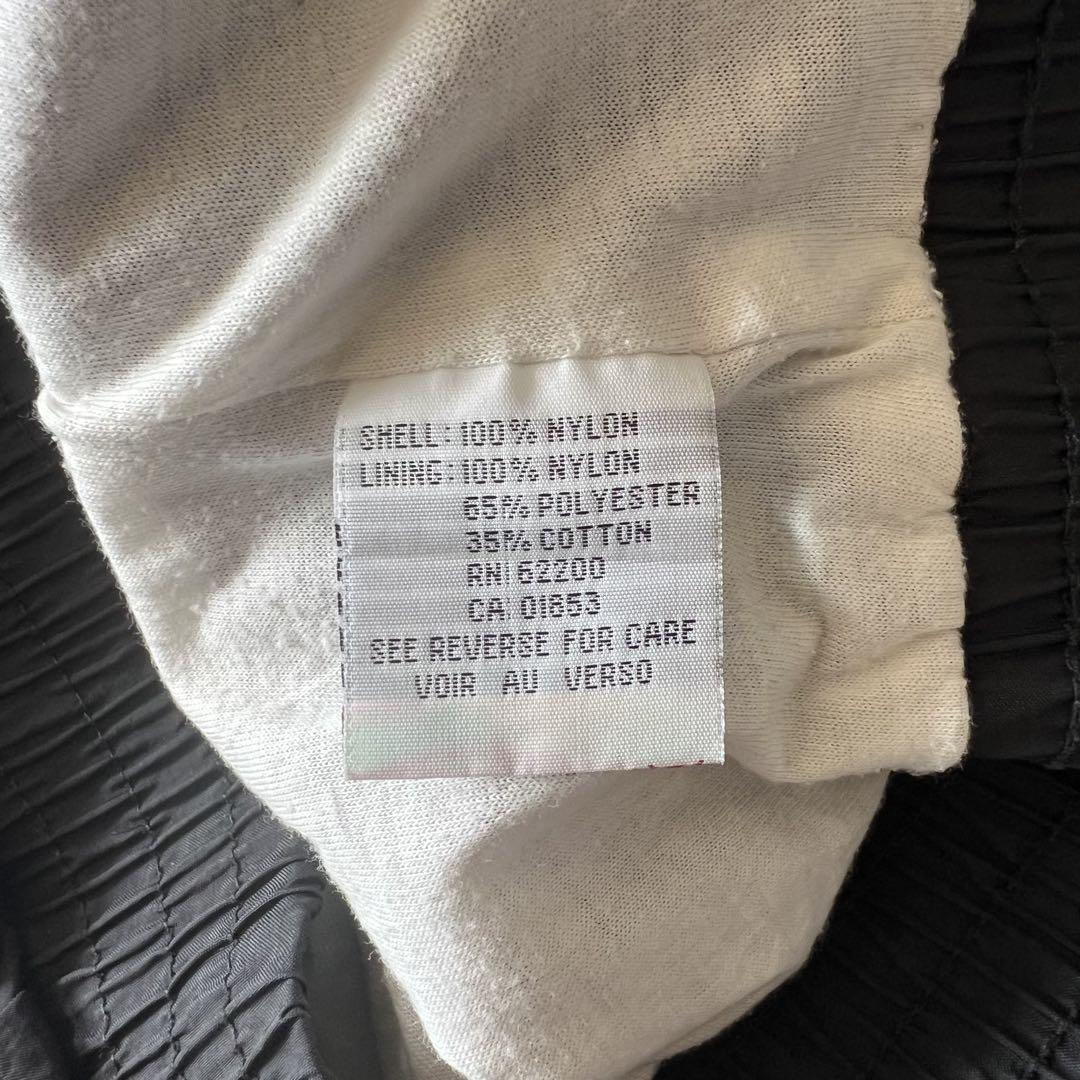 SHELL: 100% NYLON
LINING: 100% NYLON
65% POLYESTER
35% COTTON
RN: 62200
CA: 01853
SEE REVERSE FOR CARE
VOIR AU VERSO